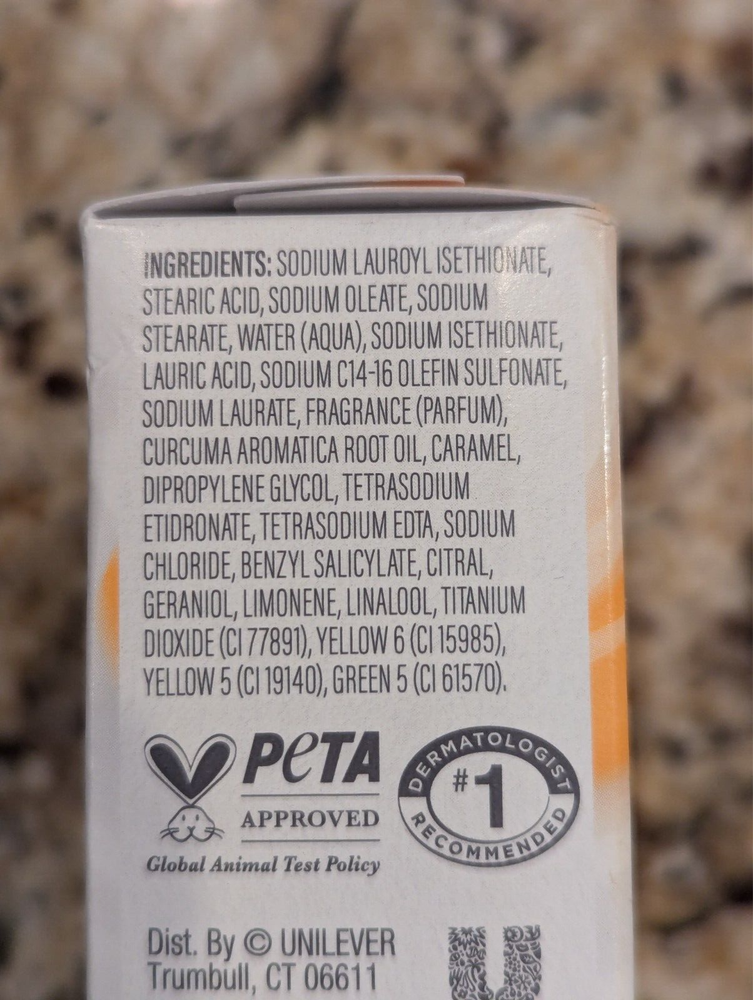 INGREDIENTS: SODIUM LAUROYL ISETHIONATE,
STEARIC ACID, SODIUM OLEATE, SODIUM
STEARATE, WATER (AQUA), SODIUM ISETHIONATE,
LAURIC ACID, SODIUM C14-16 OLEFIN SULFONATE,
SODIUM LAURATE, FRAGRANCE (PARFUM),
CURCUMA AROMATICA ROOT OIL, CARAMEL,
DIPROPYLENE GLYCOL, TETRASODIUM
ETIDRONATE, TETRASODIUM EDTA, SODIUM
CHLORIDE, BENZYL SALICYLATE, CITRAL,
GERANIOL, LIMONENE, LINALOOL, TITANIUM
DIOXIDE (CI 77891), YELLOW 6 (CI 15985),
YELLOW 5 (CI 19140), GREEN 5 (CI 61570).
PETA
APPROVED
Global Animal Test Policy
DERMATOLOGIST
#1
RECOMMENDED
Dist. By © UNILEVER
Trumbull, CT 06611